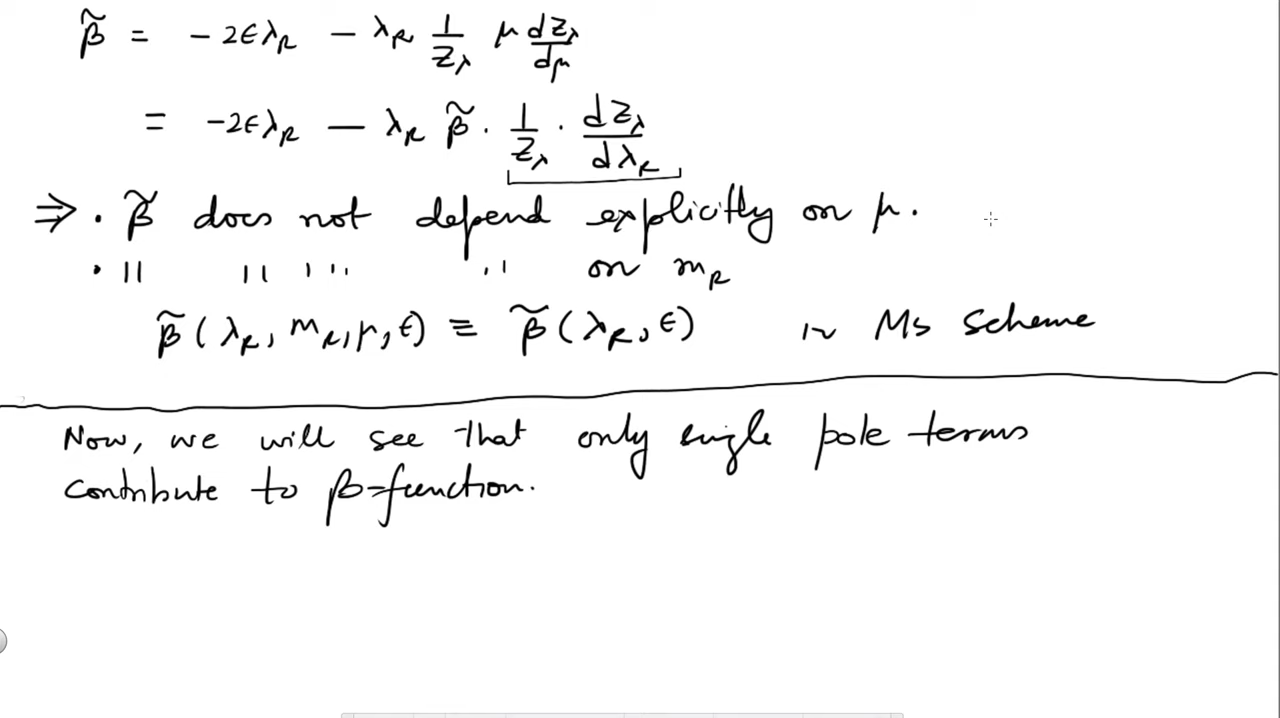 β̃ = - 2ϵλ_R - λ_R 1/Z_λ μ dZ_λ/dμ
= -2ϵλ_R - λ_R β̃ · 1/Z_λ · dZ_λ/dλ_R
⇒ · β̃ does not depend explicitly on μ.
· " " " " on m_R
β̃(λ_R, m_R, μ, ϵ) ≡ β̃(λ_R, ϵ) in MS scheme
Now, we will see that only single pole terms
contribute to β-function.